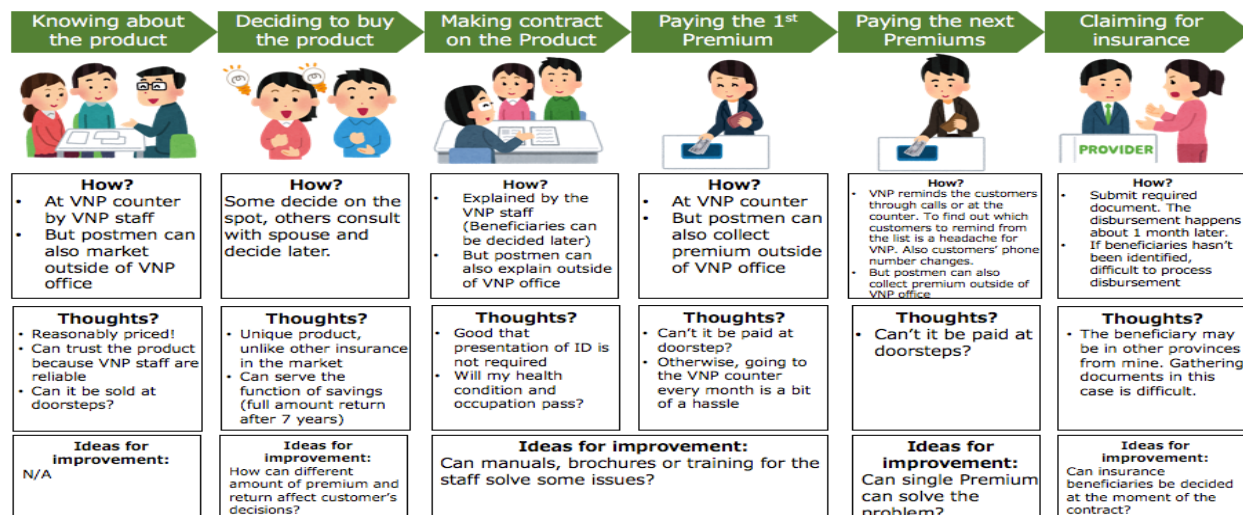 Knowing about
the product
Deciding to buy
the product
Making contract
on the Product
Paying the 1st
Premium
Paying the next
Premiums
Claiming for
insurance
PROVIDER
How?
• At VNP counter
by VNP staff
• But postmen can
also market
outside of VNP
office
How?
Some decide on the
spot, others consult
with spouse and
decide later.
How?
• Explained by the
VNP staff
(Beneficiaries can
be decided later)
• But postmen can
also explain outside
of VNP office
How?
• At VNP counter
• But postmen can
also collect
premium outside
of VNP office
How?
• VNP reminds the customers
through calls or at the
counter. To find out which
customers to remind from
the list is a headache for
VNP. Also customers' phone
number changes.
• But postmen can also
collect premium outside of
VNP office
How?
• Submit required
document. The
disbursement happens
about 1 month later.
• If beneficiaries hasn't
been identified,
difficult to process
disbursement
Thoughts?
• Reasonably priced!
• Can trust the product
because VNP staff are
reliable
• Can it be sold at
doorsteps?
Thoughts?
• Unique product,
unlike other insurance
in the market
• Can serve the
function of savings
(full amount return
after 7 years)
Thoughts?
• Good that
presentation of ID is
not required
• Will my health
condition and
occupation pass?
Thoughts?
• Can't it be paid at
doorstep?
• Otherwise, going to
the VNP counter
every month is a bit
of a hassle
Thoughts?
• Can't it be paid at
doorsteps?
Thoughts?
• The beneficiary may
be in other provinces
from mine. Gathering
documents in this
case is difficult.
Ideas for
improvement:
N/A
Ideas for
improvement:
How can different
amount of premium and
return affect customer's
decisions?
Ideas for improvement:
Can manuals, brochures or training for the
staff solve some issues?
Ideas for
improvement:
Can single Premium
can solve the
problem?
Ideas for
improvement:
Can insurance
beneficiaries be decided
at the moment of the
contract?